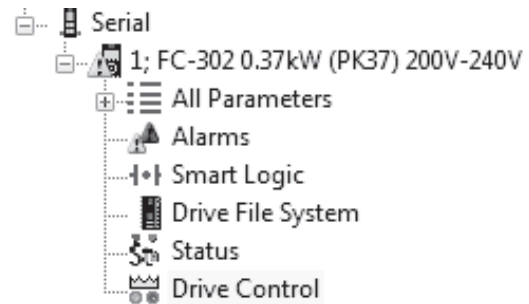 Serial
1; FC-302 0.37kW (PK37) 200V-240V
All Parameters
Alarms
Smart Logic
Drive File System
Status
Drive Control